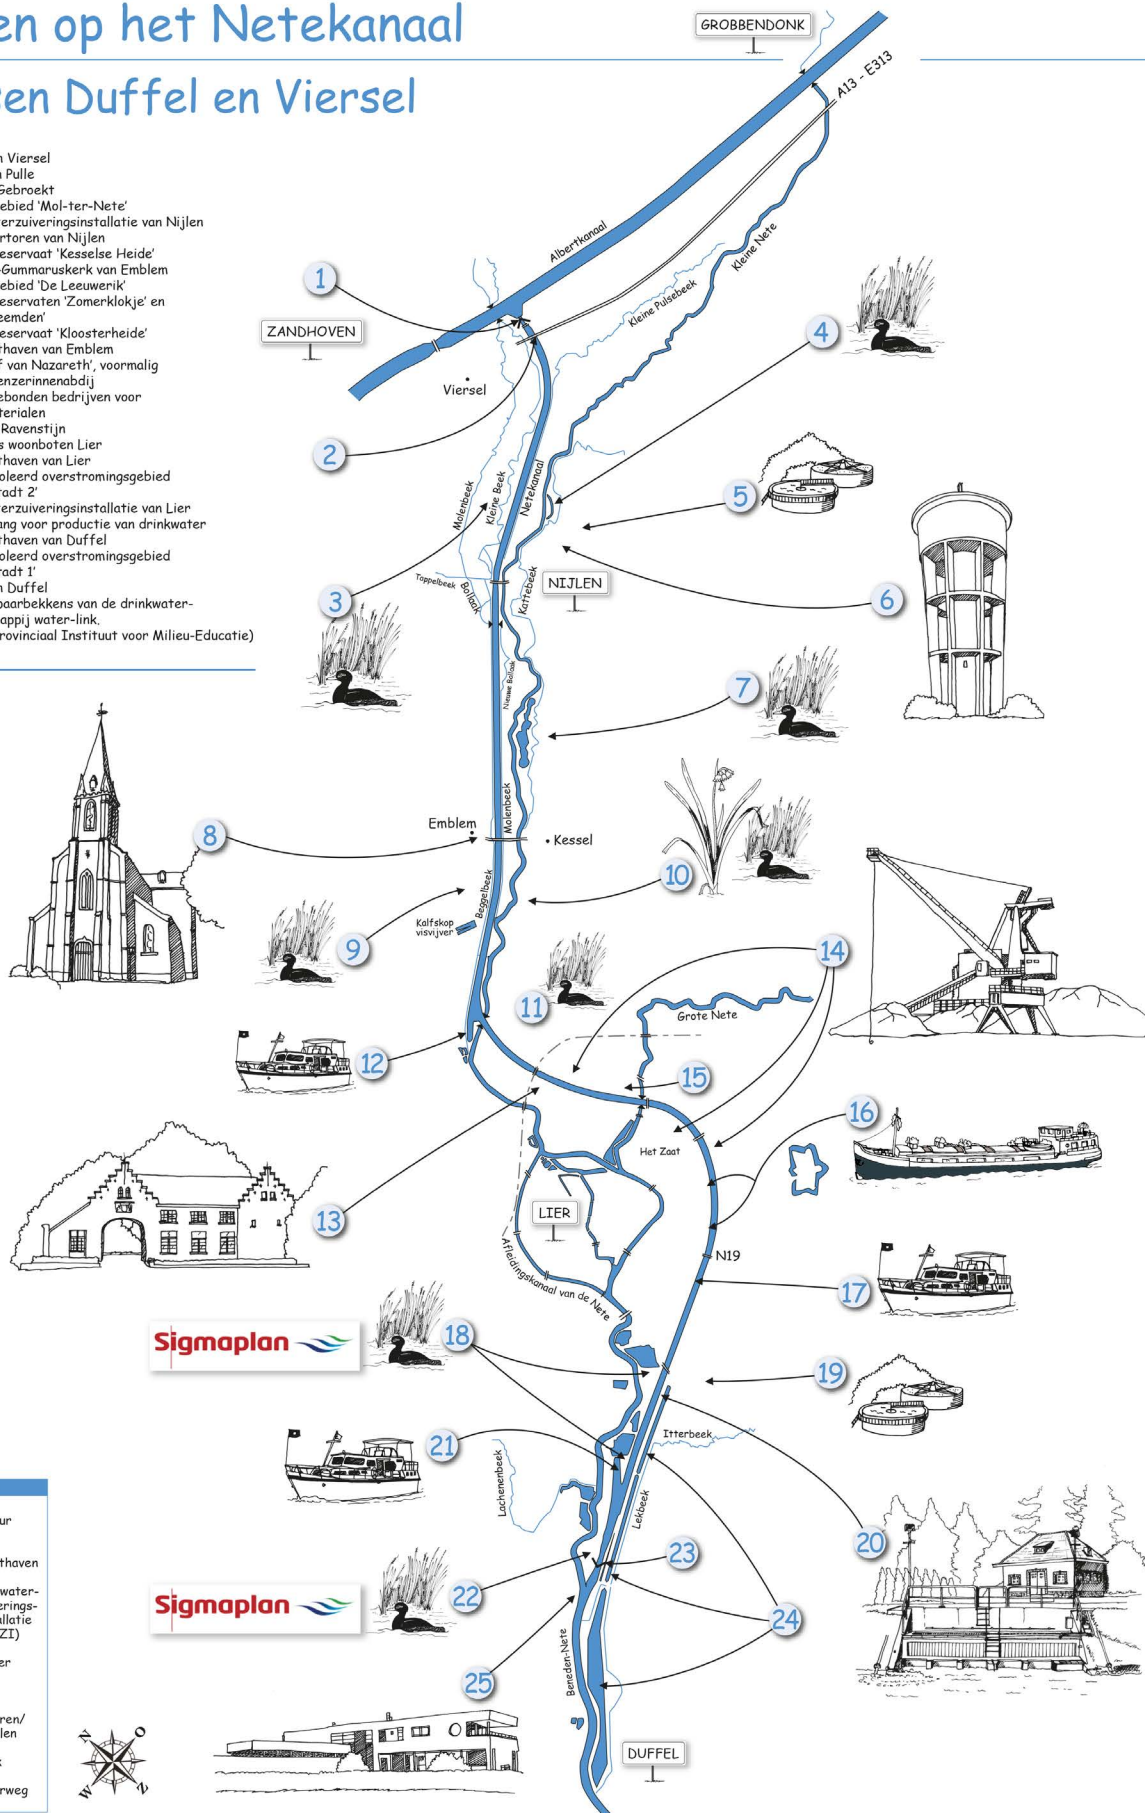 en op het Netekanaal
en Duffel en Viersel
n Viersel
n Pulle
Gebroekt
ebied 'Mol-ter-Nete'
erzuiveringsinstallatie van Nijlen
rtoren van Nijlen
eservaat 'Kesselse Heide'
-Gummaruskerk van Emblem
ebied 'De Leeuwerik'
eservaten 'Zomerklokje' en
eemden'
eservaat 'Kloosterheide'
thaven van Emblem
f van Nazareth', voormalig
enzerinnenabdij
ebonden bedrijven voor
terialen
Ravenstijn
s woonboten Lier
thaven van Lier
oleerd overstromingsgebied
tadt 2'
erzuiveringsinstallatie van Lier
ang voor productie van drinkwater
thaven van Duffel
oleerd overstromingsgebied
tadt 1'
n Duffel
paarbekkens van de drinkwater-
appij water-link.
rovinciaal Instituut voor Milieu-Educatie)
GROBBENDONK
A13 - E313
Albertkanaal
Kleine Nete
Kleine Pulsebeek
1
ZANDHOVEN
4
Viersel
2
Molenbeek
Kleine Beek
Netekanaal
5
Tappelbeek
Bollaak
Kattebeek
NIJLEN
3
6
Nieuwe Bollaak
7
8
Emblem
Molenbeek
Kessel
10
Beggelbeek
Kalfskop
visvijver
9
14
11
Grote Nete
12
15
16
Het Zaat
13
LIER
N19
Afleidingskanaal van de Nete
17
Sigmaplan
18
19
21
Itterbeek
Lachenenbeek
Lekbeek
20
23
22
Sigmaplan
24
Beneden-Nete
25
DUFFEL
N
O
W
Z
ur
thaven
water-
erings-
allatie
ZI)
er
ren/
len
k
rweg